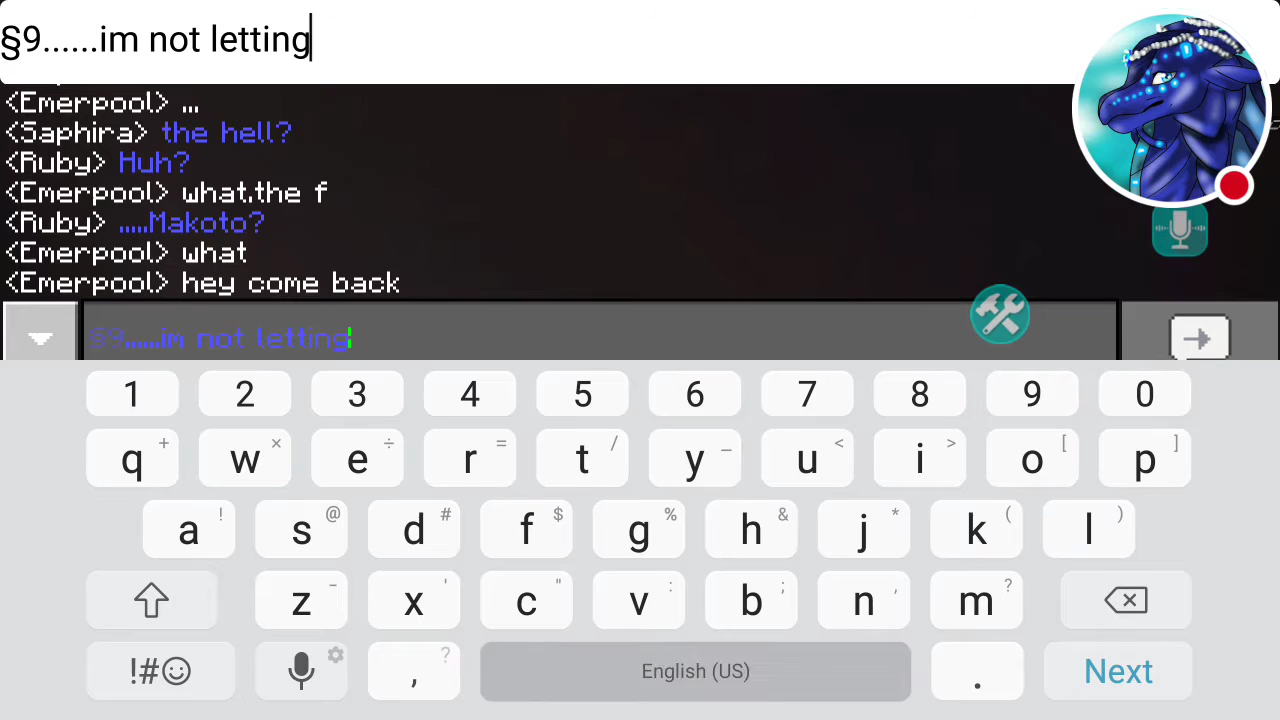 §9......im not letting
<Emerpool> ...
<Saphira> the hell?
<Ruby> Huh?
<Emerpool> what.the f
<Ruby> .....Makoto?
<Emerpool> what
<Emerpool> hey come back
§9......im not letting
1 2 3 4 5 6 7 8 9 0
q + w × e ÷ r = t / y _ u < i > o [ p ]
a ! s @ d # f $ g % h & j * k ( l )
z - x ' c " v : b ; n , m ?
!#☺ , ? English (US) . Next